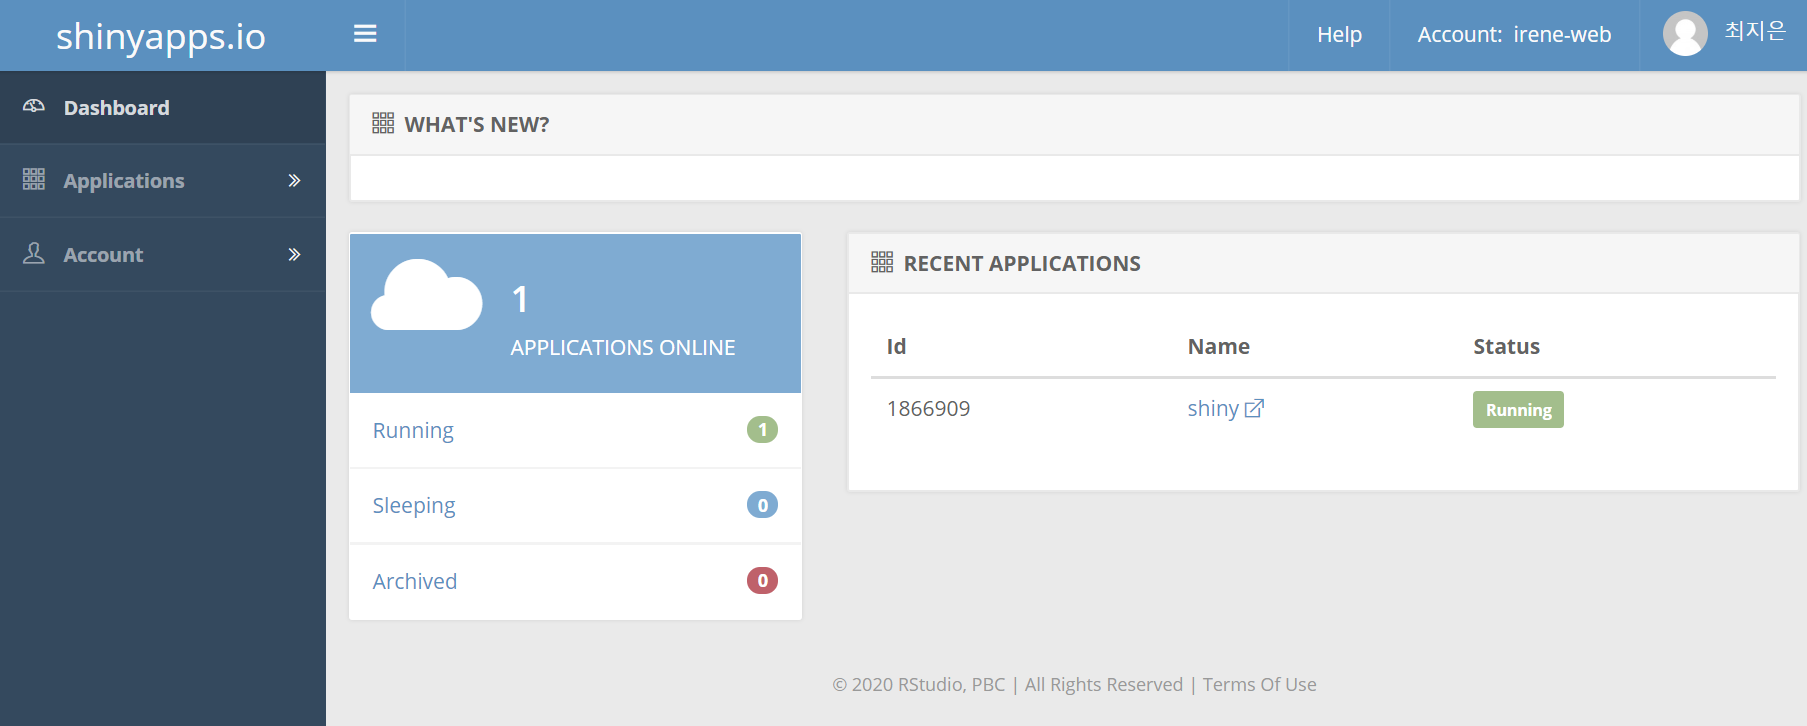 shinyapps.io
Help
Account: irene-web
최지은
Dashboard
Applications
Account
WHAT'S NEW?
1
APPLICATIONS ONLINE
Running 1
Sleeping 0
Archived 0
RECENT APPLICATIONS
Id Name Status
1866909 shiny Running
© 2020 RStudio, PBC | All Rights Reserved | Terms Of Use